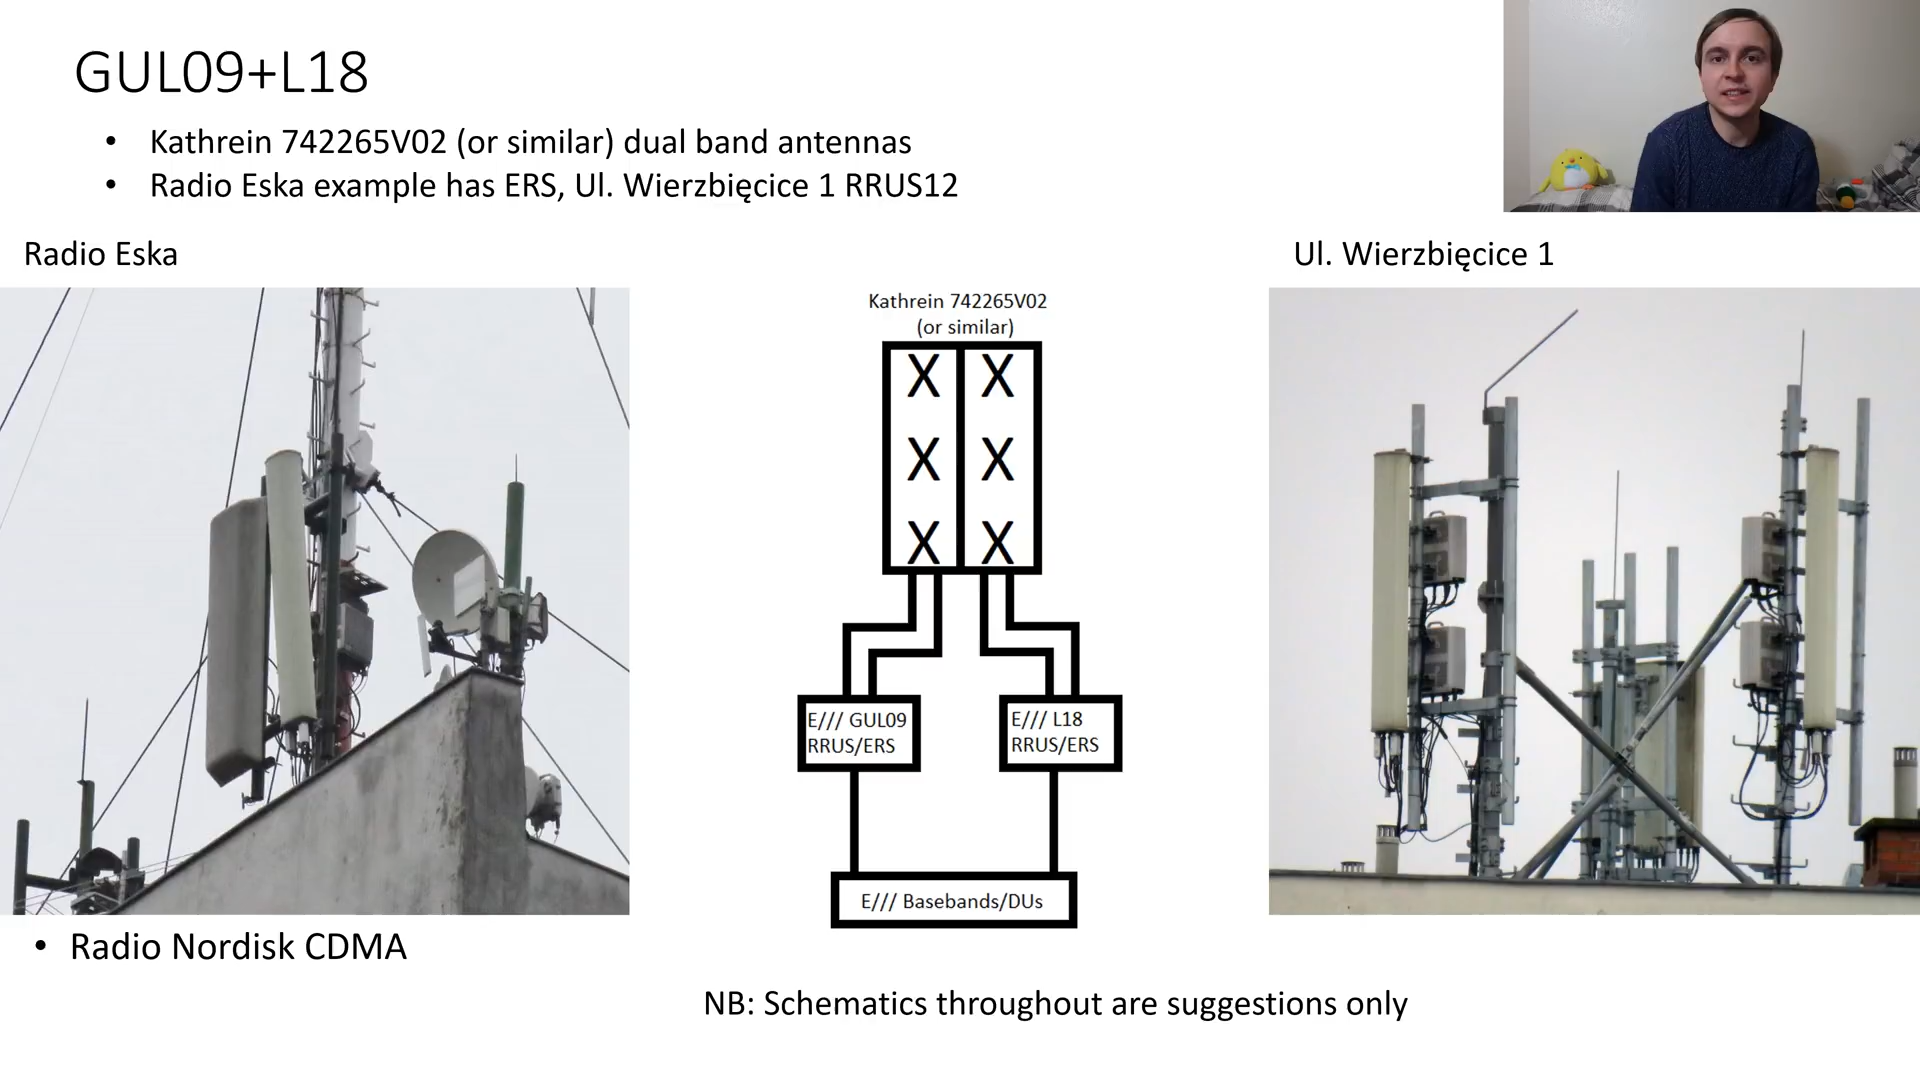 GUL09+L18
• Kathrein 742265V02 (or similar) dual band antennas
• Radio Eska example has ERS, Ul. Wierzbięcice 1 RRUS12
Radio Eska
Ul. Wierzbięcice 1
Kathrein 742265V02
(or similar)
X X
X X
X X
E/// GUL09
RRUS/ERS
E/// L18
RRUS/ERS
E/// Basebands/DUs
• Radio Nordisk CDMA
NB: Schematics throughout are suggestions only